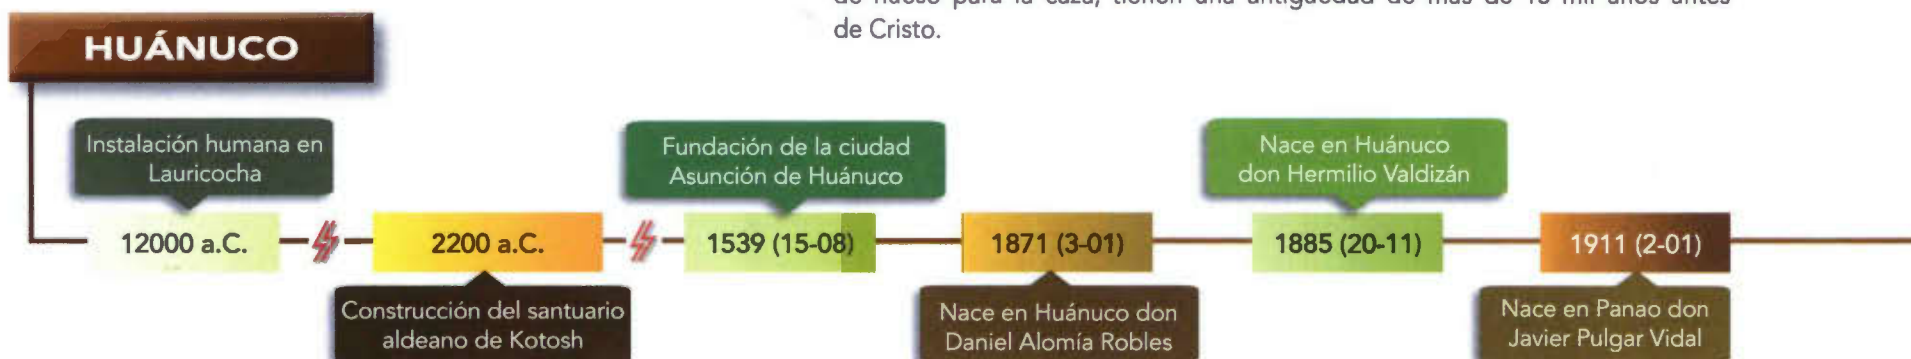 de Cristo.
HUÁNUCO
Instalación humana en
Lauricocha
Fundación de la ciudad
Asunción de Huánuco
Nace en Huánuco
don Hermilio Valdizán
12000 a.C.
2200 a.C.
1539 (15-08)
1871 (3-01)
1885 (20-11)
1911 (2-01)
Construcción del santuario
aldeano de Kotosh
Nace en Huánuco don
Daniel Alomía Robles
Nace en Panao don
Javier Pulgar Vidal